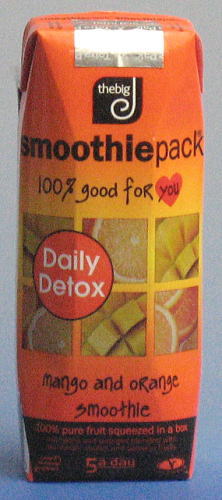 thebig
smoothiepack
100% good for you
Daily
Detox
mango and orange
smoothie
100% pure fruit squeezed in a box
5 a day